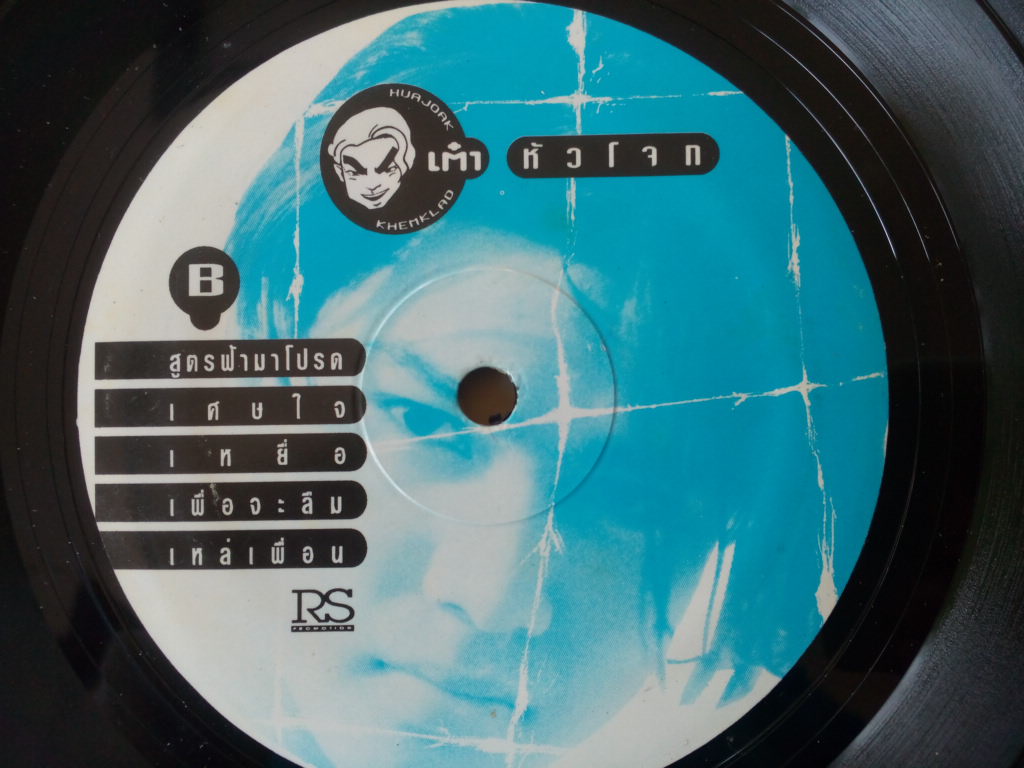 HUAJOAK
เต๋า หัวโจก
KHEMKLAD
B
สูตรฟ้ามาโปรด
เศษใจ
เหยื่อ
เพื่อจะลืม
เหล่าเพื่อน
RS
PROMOTION